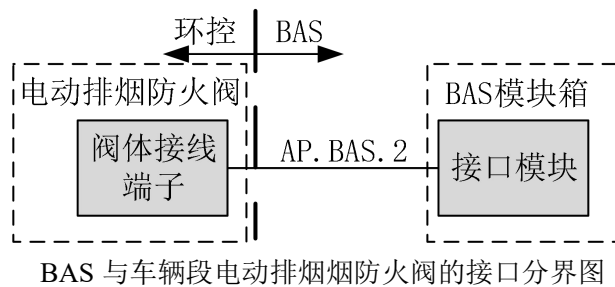 环控 BAS
电动排烟防火阀
BAS模块箱
阀体接线
端子
AP.BAS.2
接口模块
BAS 与车辆段电动排烟烟防火阀的接口分界图